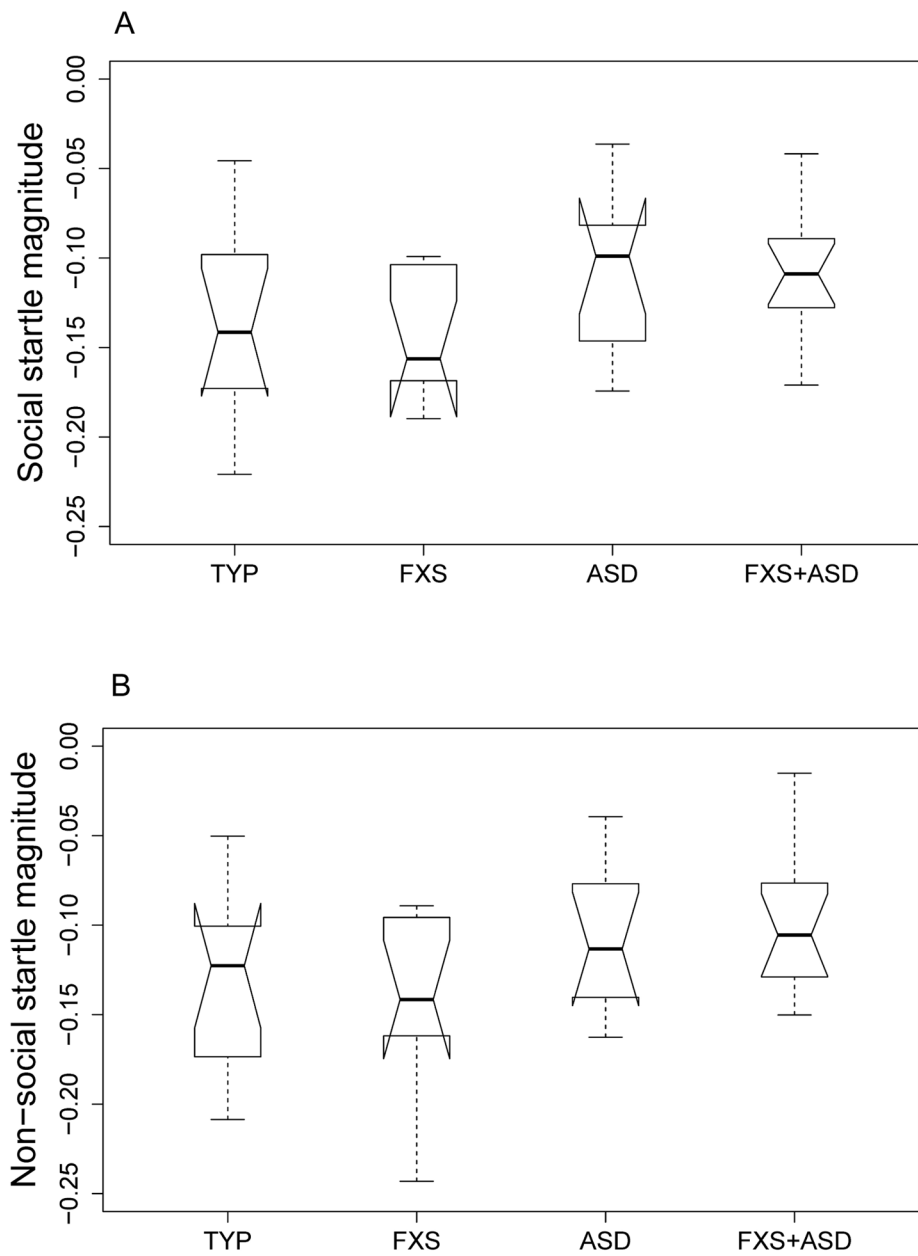 A
Social startle magnitude
0.00
−0.05
−0.10
−0.15
−0.20
−0.25
TYP FXS ASD FXS+ASD
B
Non−social startle magnitude
0.00
−0.05
−0.10
−0.15
−0.20
−0.25
TYP FXS ASD FXS+ASD